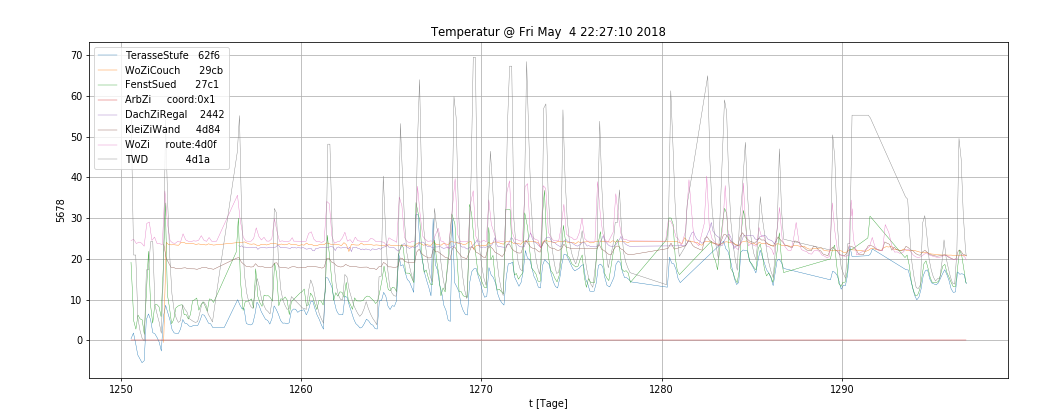 Temperatur @ Fri May  4 22:27:10 2018
70
60
50
40
30
20
10
0
5678
TerasseStufe 62f6
WoZiCouch 29cb
FenstSued 27c1
ArbZi coord:0x1
DachZiRegal 2442
KleiZiWand 4d84
WoZi route:4d0f
TWD 4d1a
1250 1260 1270 1280 1290
t [Tage]